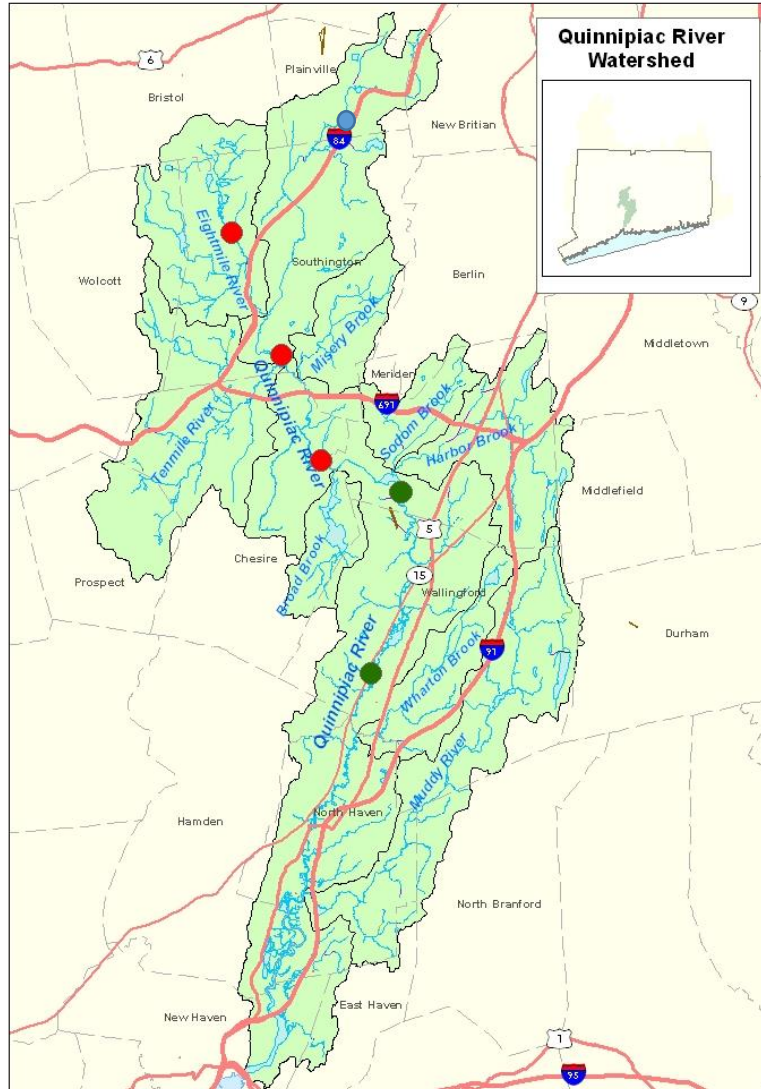 Quinnipiac River
Watershed
6
Plainville
Bristol
New Britian
84
Eightmile River
Southington
Wolcott
Berlin
9
Misery Brook
Middletown
Meriden
691
Quinnipiac River
Sodom Brook
Tenmile River
Harbor Brook
Middlefield
5
Chesire
Broad Brook
Prospect
15
Wallingford
Durham
Quinnipiac River
Wharton Brook
91
Muddy River
North Haven
Hamden
North Branford
East Haven
New Haven
1
95